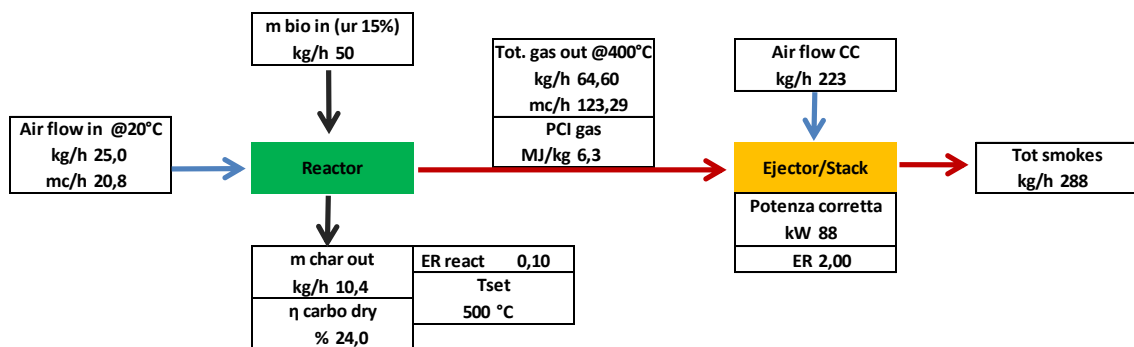 m bio in (ur 15%)
kg/h 50
Tot. gas out @400°C
kg/h 64,60
mc/h 123,29
PCI gas
MJ/kg 6,3
Air flow CC
kg/h 223
Air flow in @20°C
kg/h 25,0
mc/h 20,8
Reactor
Ejector/Stack
Tot smokes
kg/h 288
Potenza corretta
kW 88
ER 2,00
m char out
kg/h 10,4
η carbo dry
% 24,0
ER react 0,10
Tset
500 °C